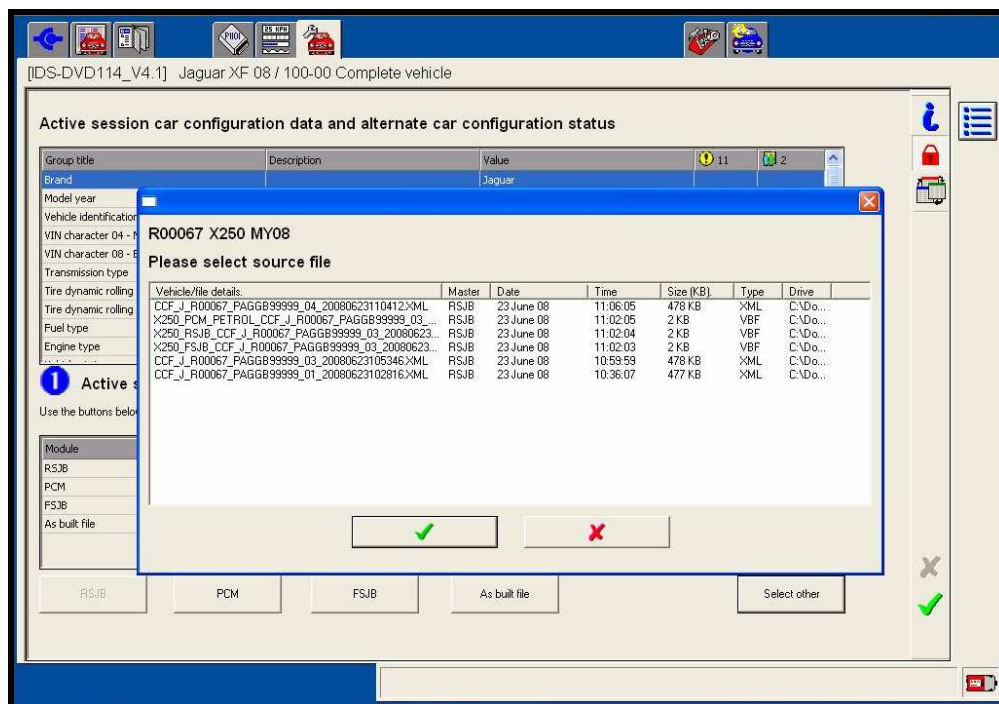 PHOI
25 KPH
[IDS-DVD114_V4.1] Jaguar XF 08 / 100-00 Complete vehicle
Active session car configuration data and alternate car configuration status
Group title Description Value 11 2
Brand Jaguar
Model year
Vehicle identification
VIN character 04 -
VIN character 08 -
Transmission type
Tire dynamic rolling
Tire dynamic rolling
Fuel type
Engine type
R00067 X250 MY08
Please select source file
Vehicle/file details. Master Date Time Size (KB). Type Drive
CCF_J_R00067_PAGGB99999_04_20080623110412.XML RSJB 23 June 08 11:06:05 478 KB XML C:\Do...
X250_PCM_PETROL_CCF_J_R00067_PAGGB99999_03_... RSJB 23 June 08 11:02:05 2 KB VBF C:\Do...
X250_RSJB_CCF_J_R00067_PAGGB99999_03_20080623... RSJB 23 June 08 11:02:04 2 KB VBF C:\Do...
X250_FSJB_CCF_J_R00067_PAGGB99999_03_20080623... RSJB 23 June 08 11:02:03 2 KB VBF C:\Do...
CCF_J_R00067_PAGGB99999_03_20080623105346.XML RSJB 23 June 08 10:59:59 478 KB XML C:\Do...
CCF_J_R00067_PAGGB99999_01_20080623102816.XML RSJB 23 June 08 10:36:07 477 KB XML C:\Do...
1 Active s
Use the buttons belo
Module
RSJB
PCM
FSJB
As built file
RSJB PCM FSJB As built file Select other